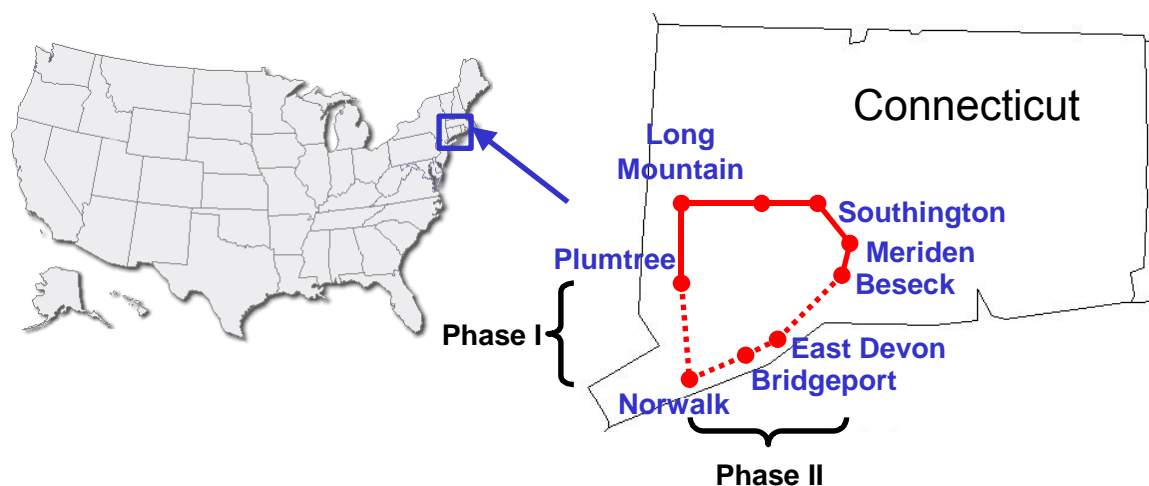 Connecticut
Long
Mountain
Southington
Meriden
Plumtree
Beseck
Phase I
East Devon
Bridgeport
Norwalk
Phase II